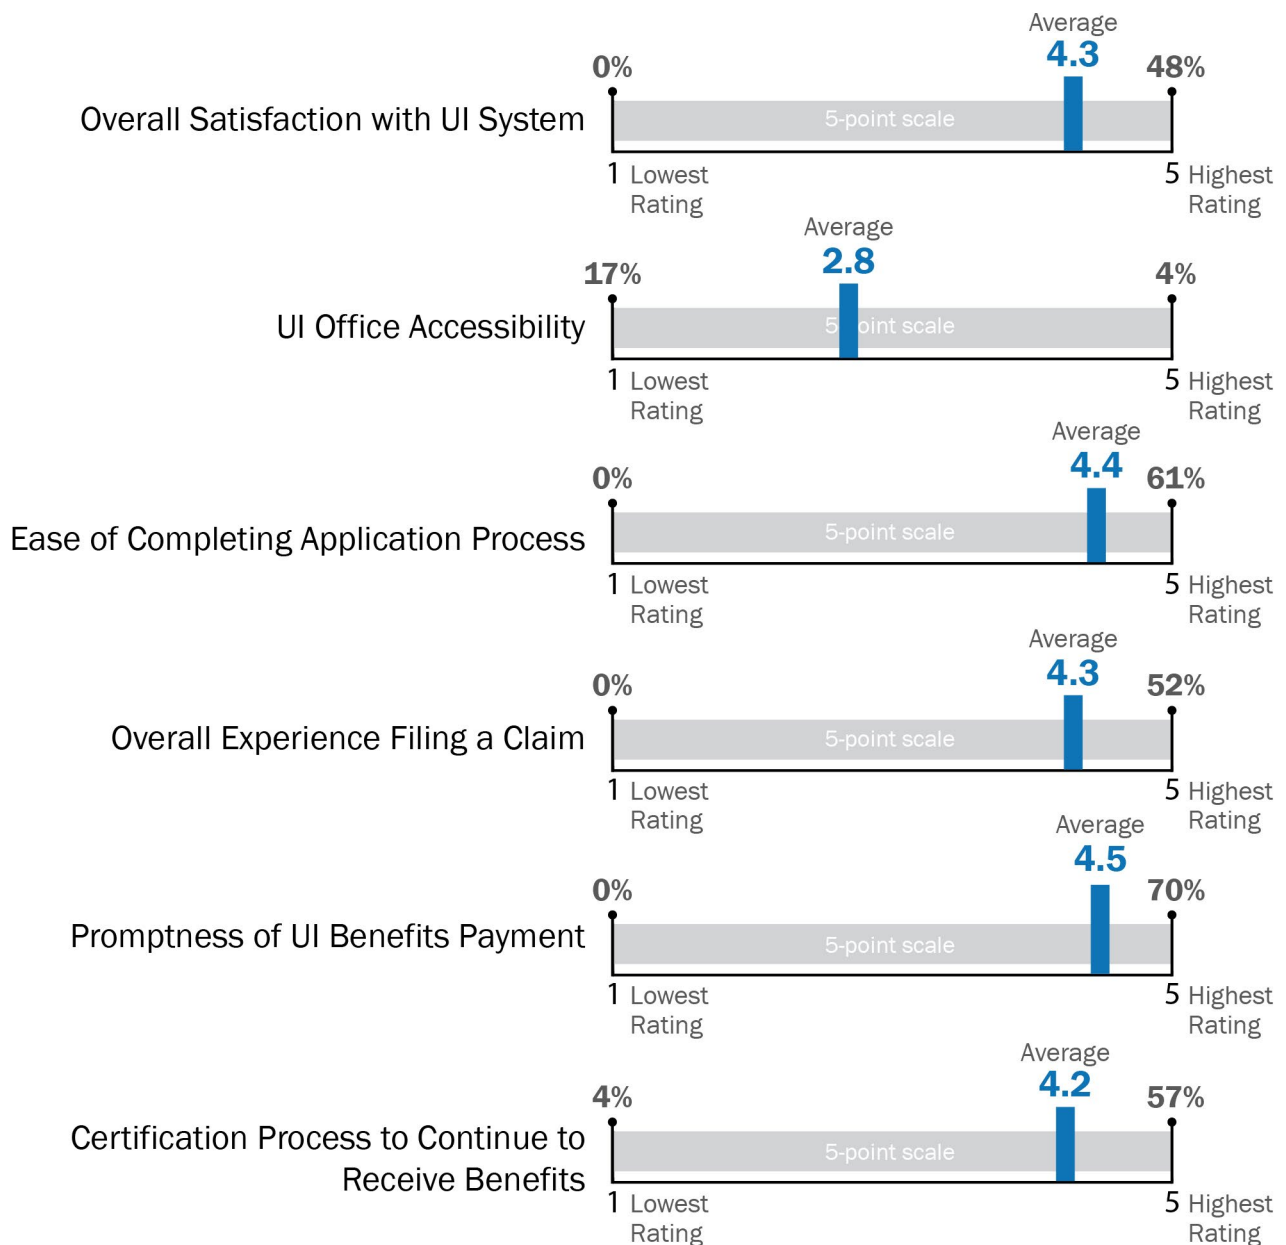 Average
4.3
0%
48%
Overall Satisfaction with UI System
5-point scale
1 Lowest
Rating
5 Highest
Rating
Average
2.8
17%
4%
UI Office Accessibility
5-point scale
1 Lowest
Rating
5 Highest
Rating
Average
4.4
0%
61%
Ease of Completing Application Process
5-point scale
1 Lowest
Rating
5 Highest
Rating
Average
4.3
0%
52%
Overall Experience Filing a Claim
5-point scale
1 Lowest
Rating
5 Highest
Rating
Average
4.5
0%
70%
Promptness of UI Benefits Payment
5-point scale
1 Lowest
Rating
5 Highest
Rating
Average
4.2
4%
57%
Certification Process to Continue to
Receive Benefits
5-point scale
1 Lowest
Rating
5 Highest
Rating